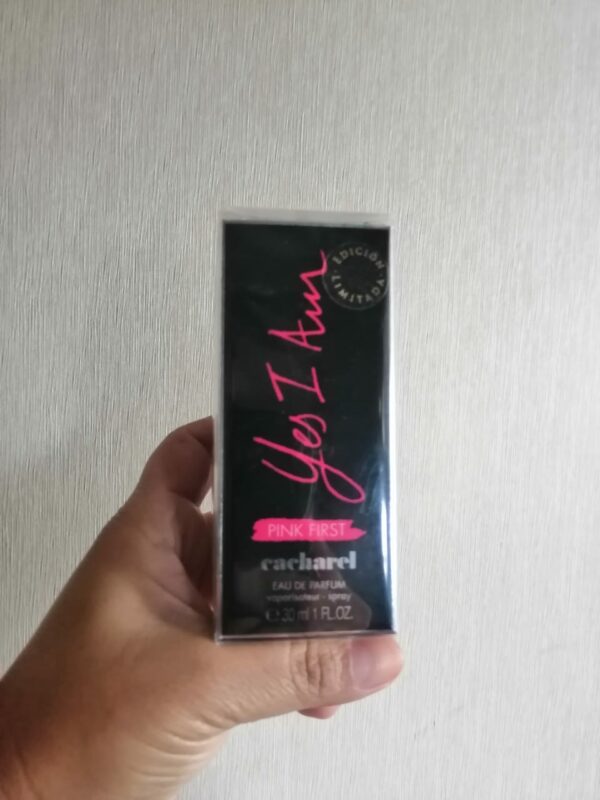 EDICIÓN
LIMITADA
Yes I Am
PINK FIRST
cacharel
EAU DE PARFUM
vaporisateur - spray
℮ 30 ml 1 FL.OZ.